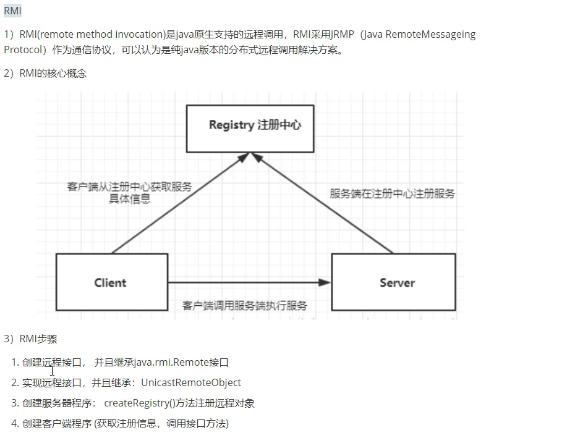 RMI
1）RMI(remote method invocation)是java原生支持的远程调用，RMI采用JRMP（Java RemoteMessageing
Protocol）作为通信协议，可以认为是纯java版本的分布式远程调用解决方案。
2）RMI的核心概念
Registry 注册中心
客户端从注册中心获取服务
具体信息
服务端在注册中心注册服务
Client
Server
客户端调用服务端执行服务
3）RMI步骤
1. 创建远程接口， 并且继承java.rmi.Remote接口
2. 实现远程接口，并且继承：UnicastRemoteObject
3. 创建服务器程序： createRegistry()方法注册远程对象
4. 创建客户端程序 (获取注册信息，调用接口方法)